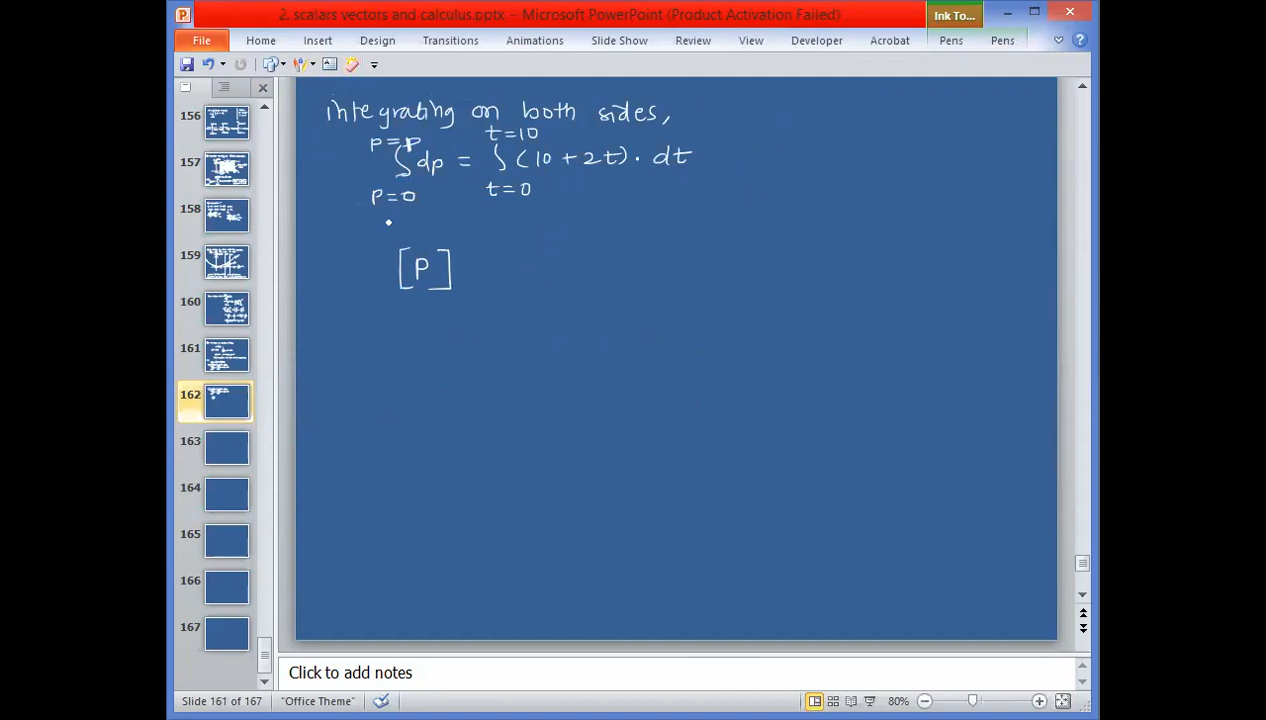 2. scalars vectors and calculus.pptx - Microsoft PowerPoint (Product Activation Failed)
Ink To...
File Home Insert Design Transitions Animations Slide Show Review View Developer Acrobat Pens Pens
integrating on both sides,
p=p t=10
∫dp = ∫(10+2t)·dt
p=0 t=0
[P]
156
157
158
159
160
161
162
163
164
165
166
167
Click to add notes
Slide 161 of 167 "Office Theme" 80%